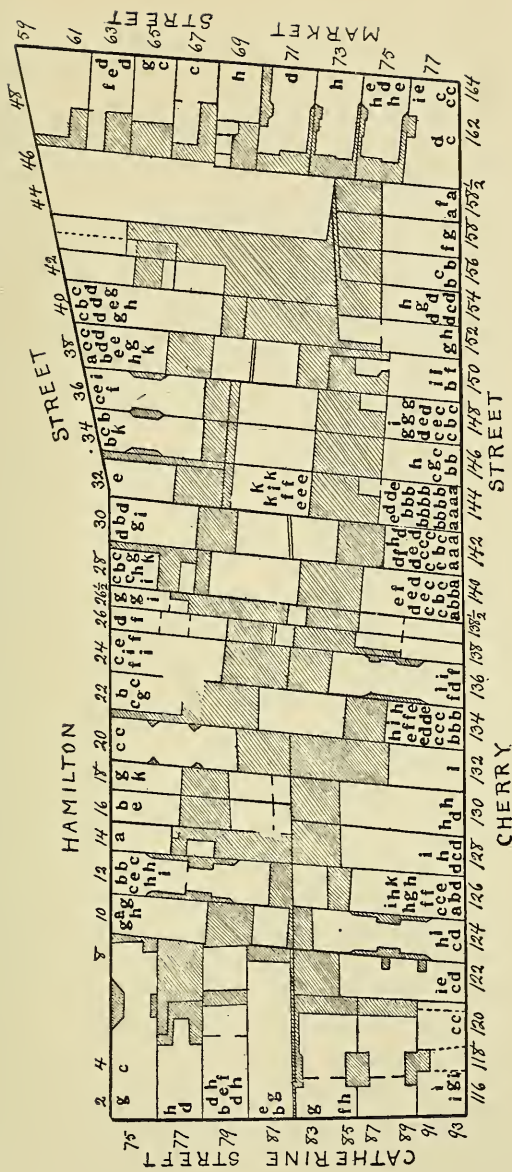 HAMILTON STREET
2 4 8 10 12 14 16 18 20 22 24 26 26½ 28 30 32 34 36 38 40 42 44 46 48
STREET
MARKET
59
61
63
65
67
69
71
73
75
77
CATHERINE STREET
75
77
79
81
83
85
87
89
91
93
116 118 120 122 124 126 128 130 132 134 136 138 138½ 140 142 144 146 148 150 152 154 156 158 158½ 162 164
CHERRY STREET
g c
h d
d h
b e f
d h
e
b g
g
f h
i
i g i
c c
i e
c d
h i
c d
i h k
h g h
f f
c c e
a b d
i
h
d c d
h
d h
i
h i h
e f f e
e d d e
c c c
b b b
i i
f d f
e f
d e d
d e c
c b c
a b b a
e d d e
b b b
b b b b
b b b b
a a a a
h
c g c
b b
i
g g g
d e d
c e c
c b c
i i
b f
g h
h
g d
d c d
c
b b
f g
a f a
d c
i e
c c c
g a g
h g
b b
c e c
h h
i
a
b e
g k
c c
b c
c g
c . e
f i f
i
d f
g g
i
c b c
c h k
i
d b d
g i
e
b c b
k
c e i
f
a c c
b d d
e e
h g
k
c b c
d d d
e g
g h
k
k i k
f f
e e e
d
f e d
g
c
c
h
d
h
h e
d h e